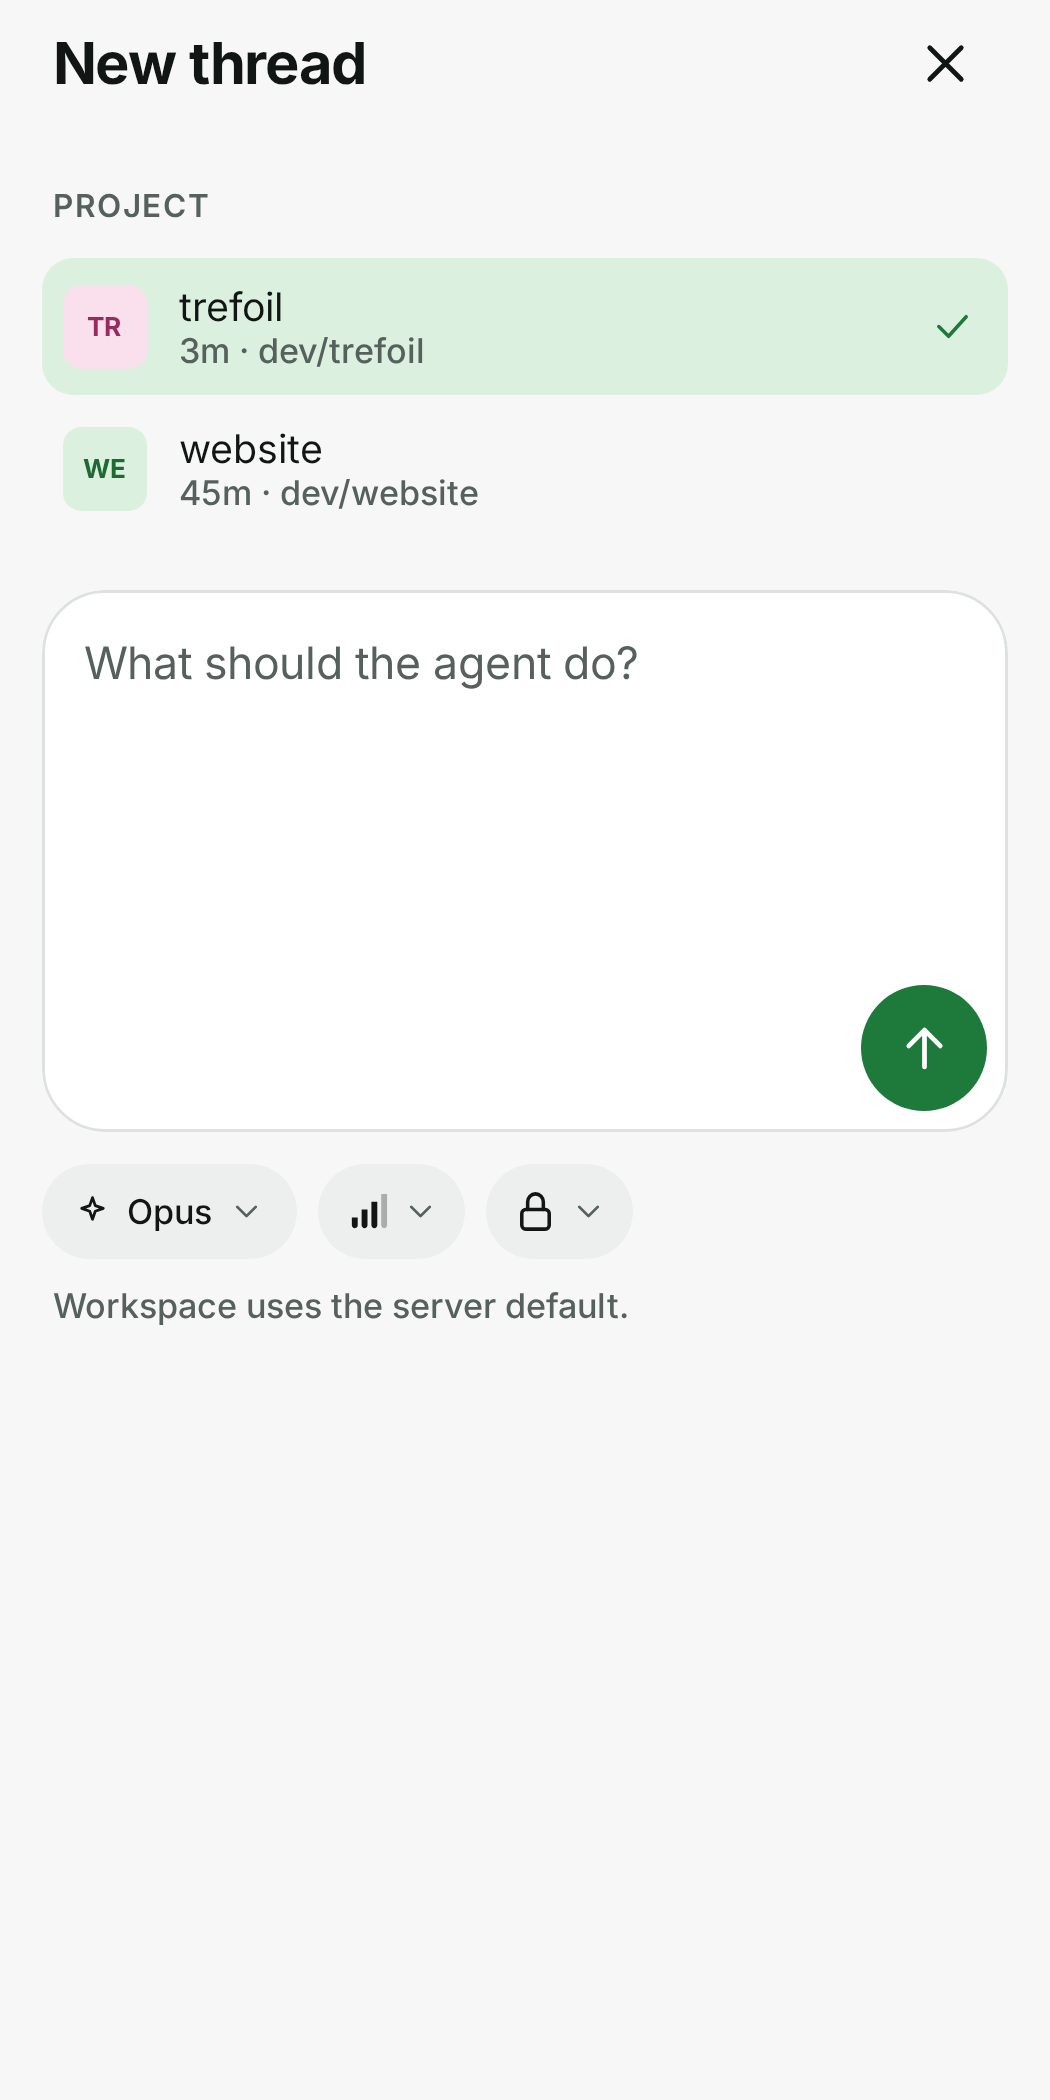 New thread
PROJECT
TR
trefoil
3m · dev/trefoil
WE
website
45m · dev/website
What should the agent do?
Opus
Workspace uses the server default.